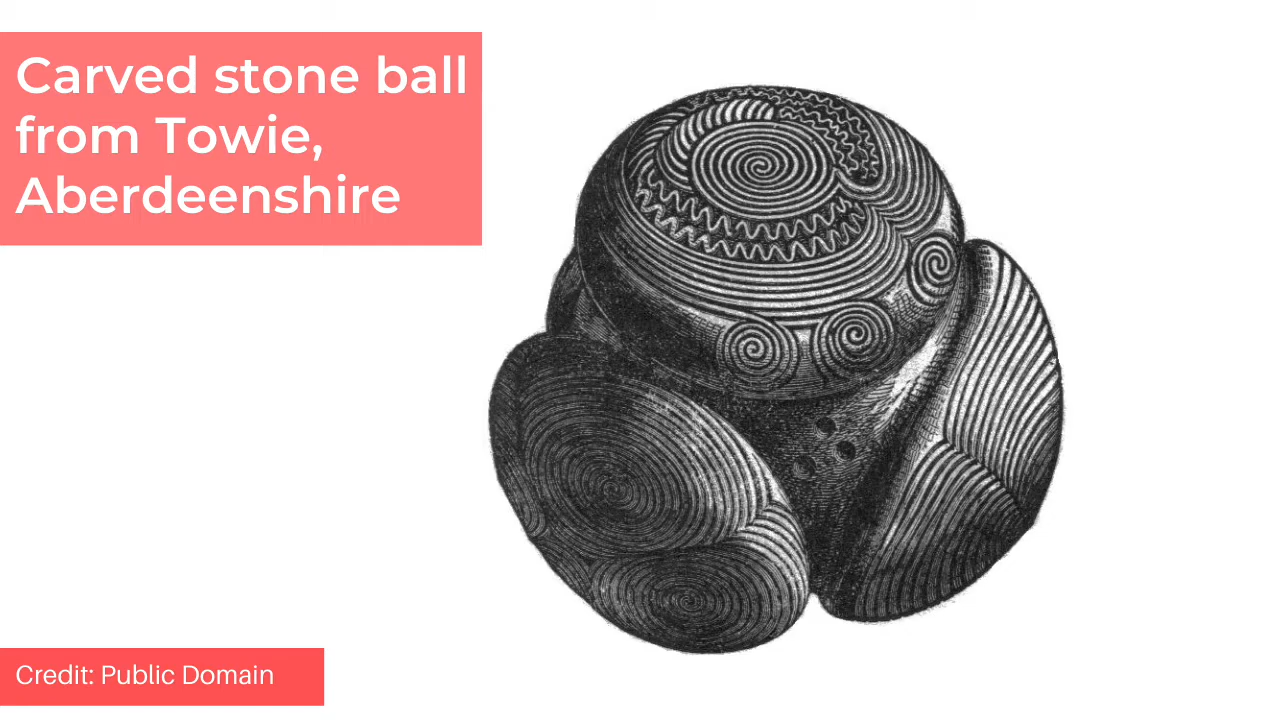 Carved stone ball
from Towie,
Aberdeenshire
Credit: Public Domain